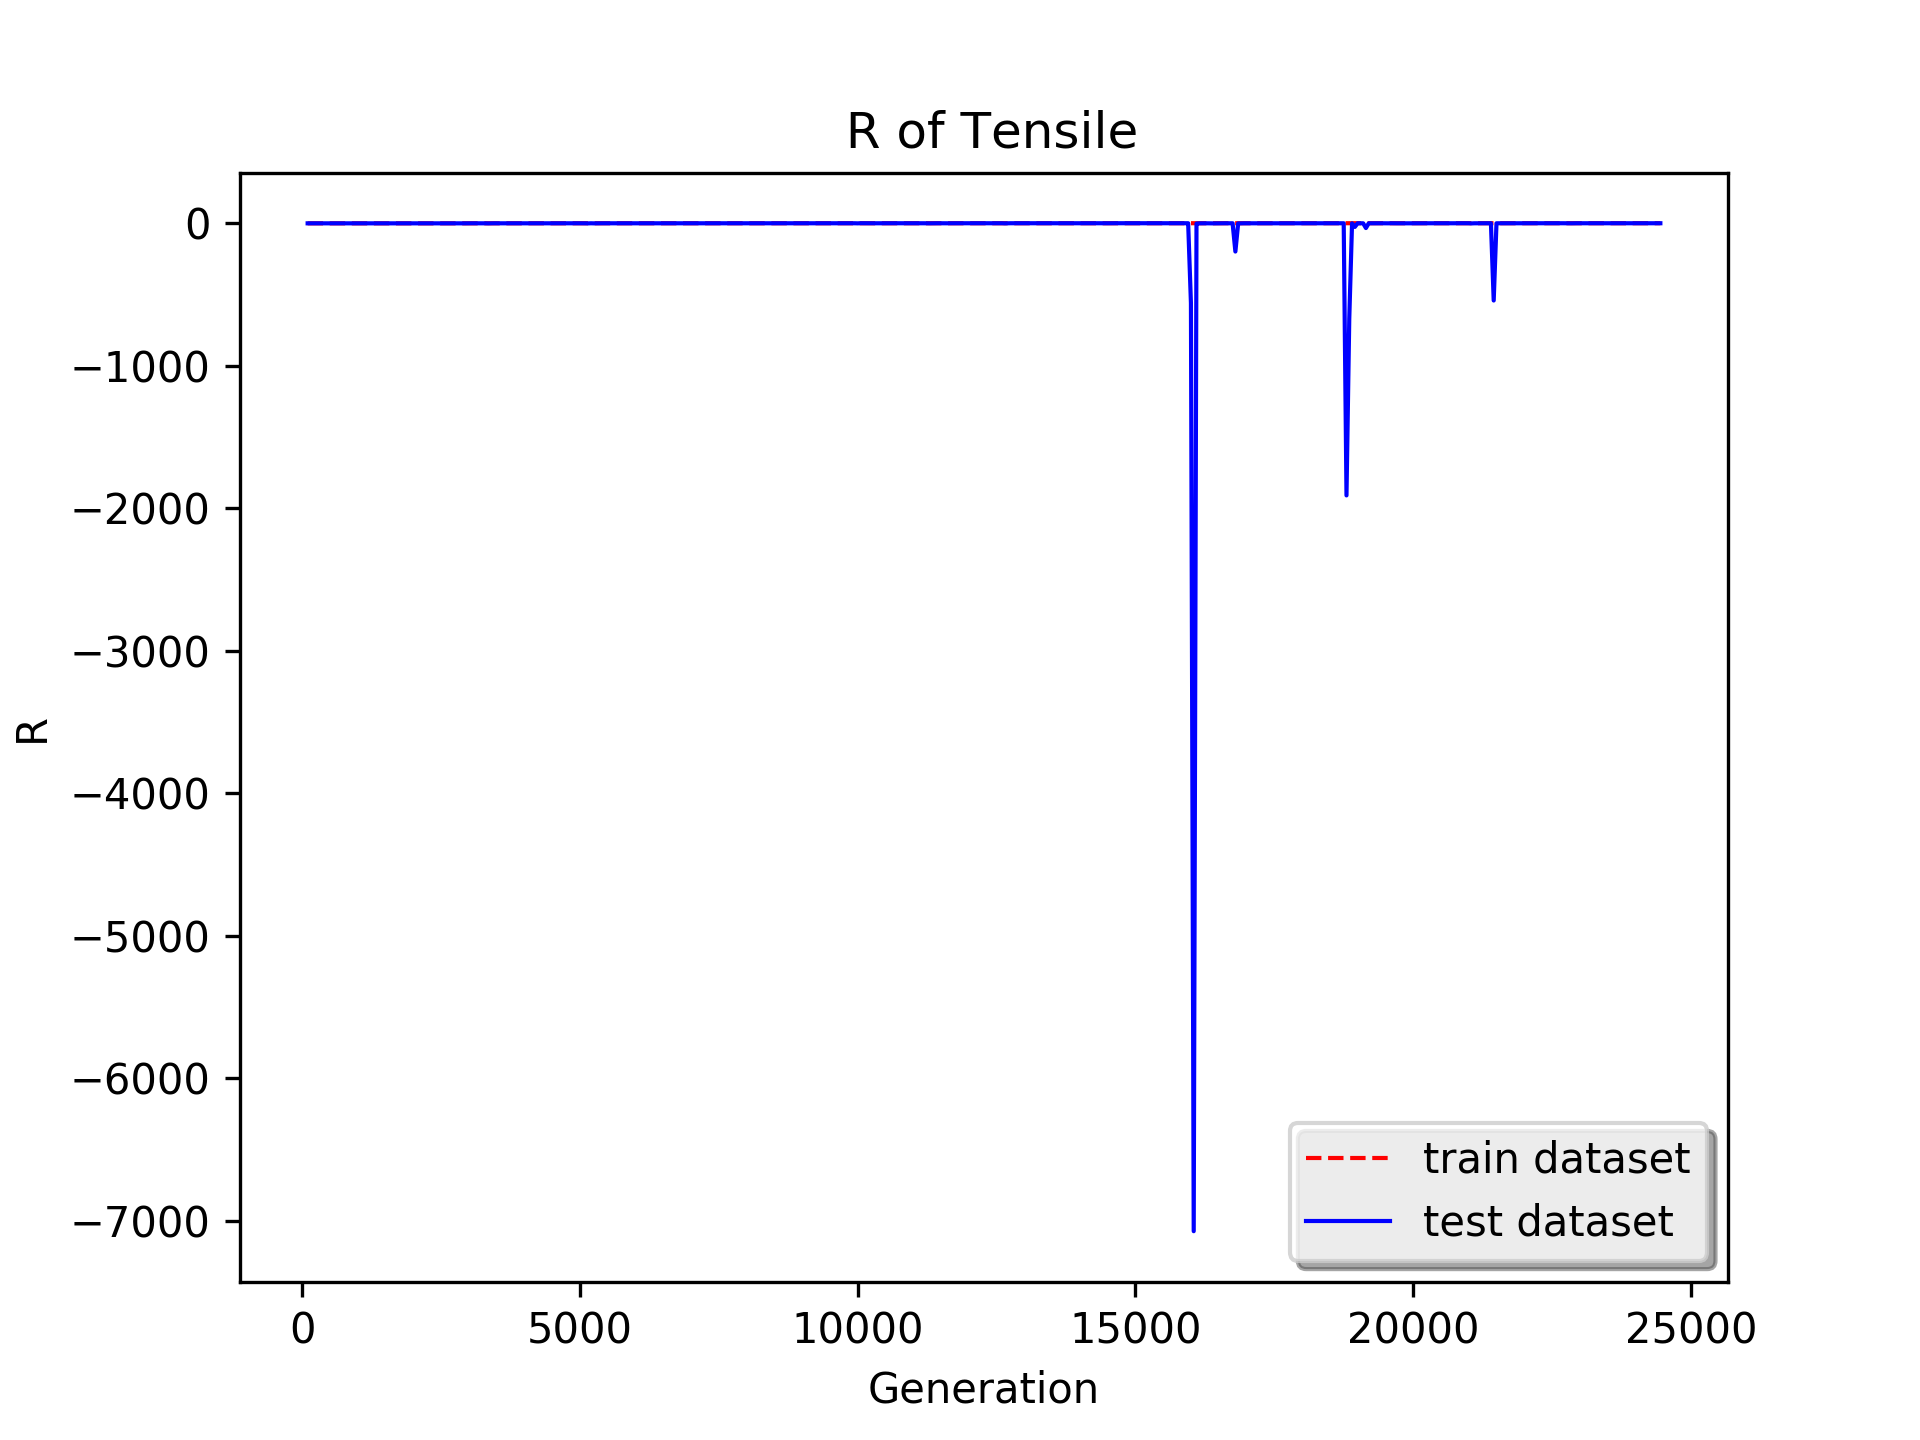 R of Tensile
0
−1000
−2000
−3000
−4000
−5000
−6000
−7000
R
train dataset
test dataset
0 5000 10000 15000 20000 25000
Generation